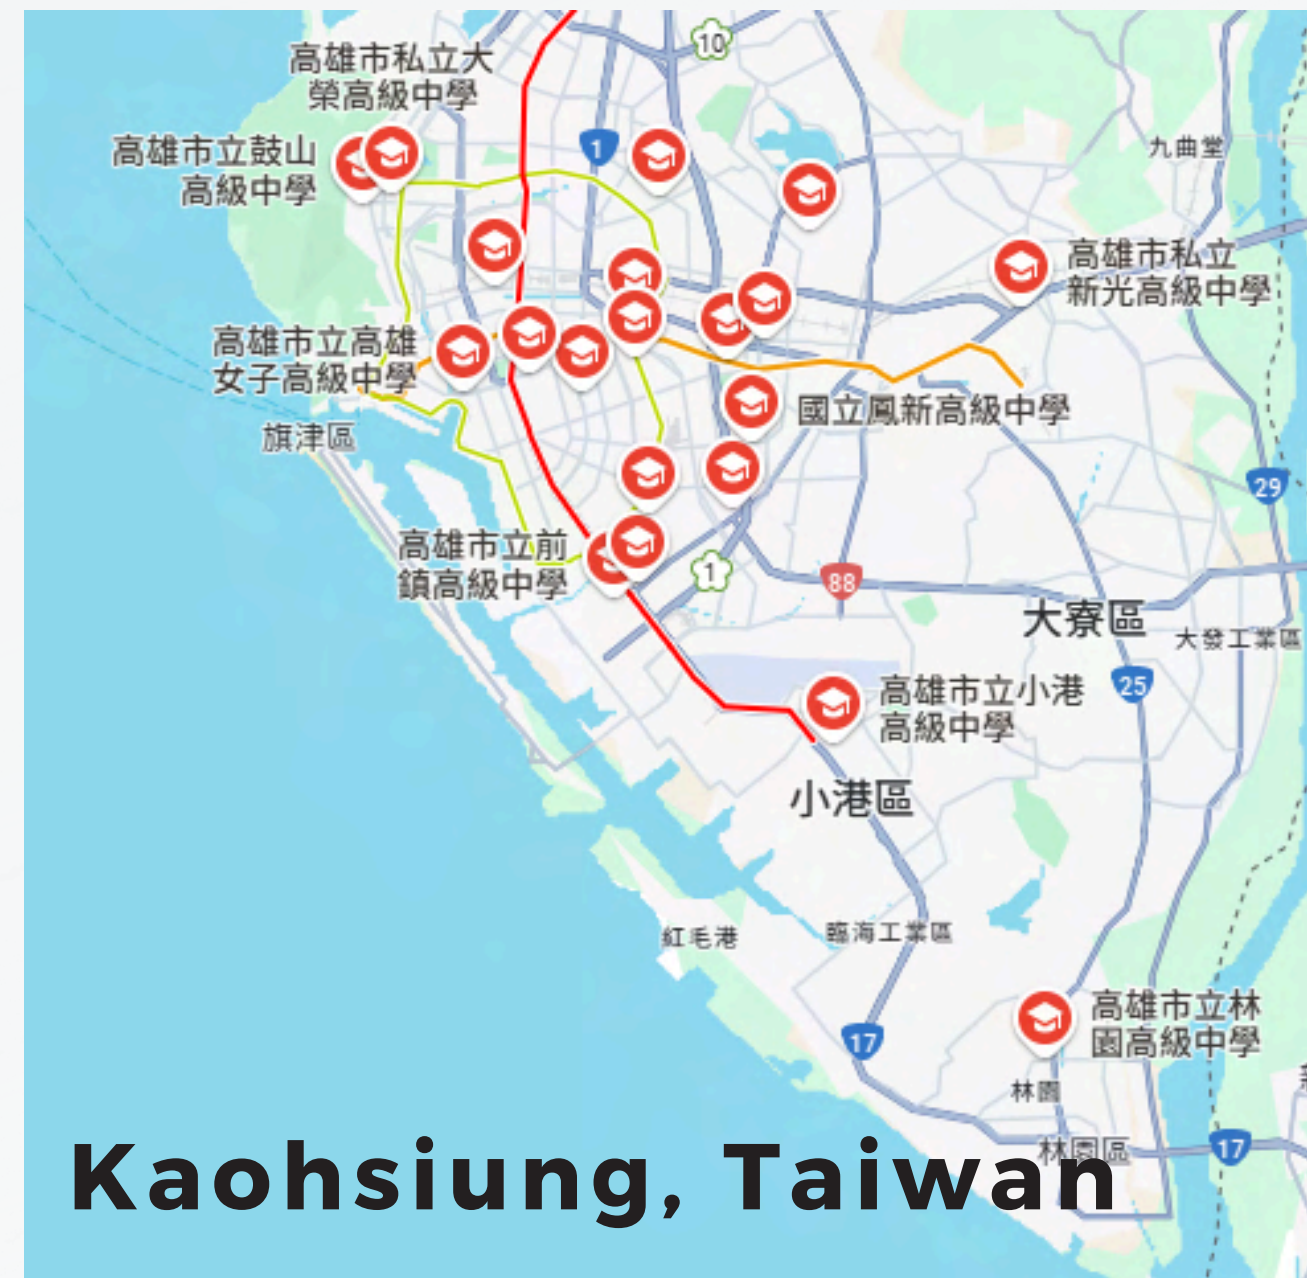 10
高雄市私立大
榮高級中學
高雄市立鼓山
高級中學
1
九曲堂
高雄市私立
新光高級中學
高雄市立高雄
女子高級中學
國立鳳新高級中學
旗津區
29
高雄市立前
鎮高級中學
1
88
大寮區
大發工業區
25
高雄市立小港
高級中學
小港區
紅毛港
臨海工業區
高雄市立林
園高級中學
17
林園
林園區
17
Kaohsiung, Taiwan